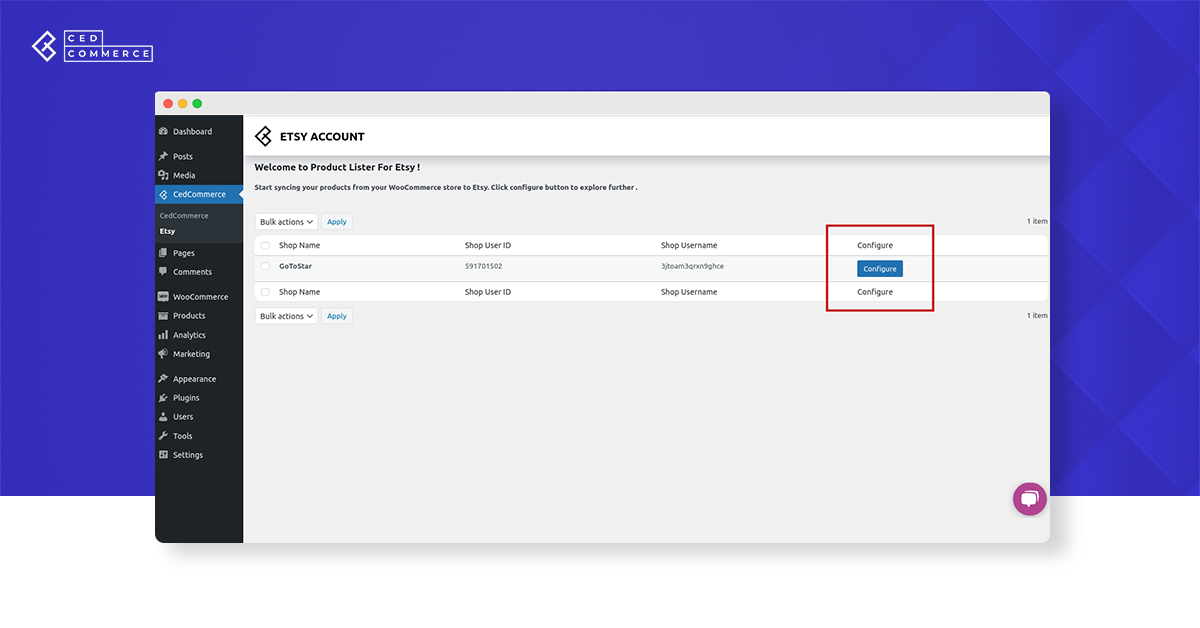 CED
COMMERCE
ETSY ACCOUNT
Welcome to Product Lister For Etsy !
Start syncing your products from your WooCommerce store to Etsy. Click configure button to explore further .
Dashboard
Posts
Media
CedCommerce
CedCommerce
Etsy
Pages
Comments
WooCommerce
Products
Analytics
Marketing
Appearance
Plugins
Users
Tools
Settings
Bulk actions Apply 1 item
Shop Name Shop User ID Shop Username Configure
GoToStar 591701502 3jtoam3qrxn9ghce Configure
Shop Name Shop User ID Shop Username Configure
Bulk actions Apply 1 item